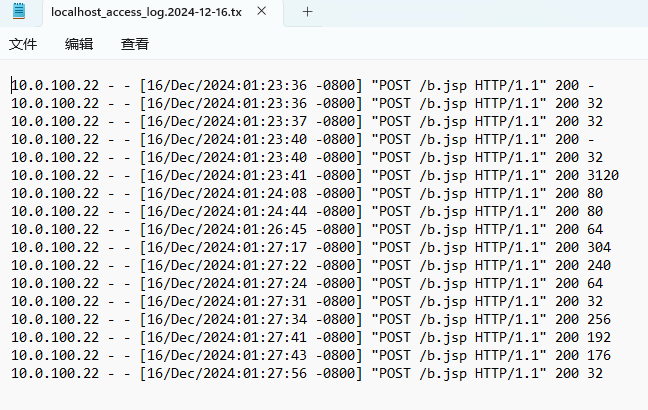 localhost_access_log.2024-12-16.tx
文件 编辑 查看
10.0.100.22 - - [16/Dec/2024:01:23:36 -0800] "POST /b.jsp HTTP/1.1" 200 -
10.0.100.22 - - [16/Dec/2024:01:23:36 -0800] "POST /b.jsp HTTP/1.1" 200 32
10.0.100.22 - - [16/Dec/2024:01:23:37 -0800] "POST /b.jsp HTTP/1.1" 200 32
10.0.100.22 - - [16/Dec/2024:01:23:40 -0800] "POST /b.jsp HTTP/1.1" 200 -
10.0.100.22 - - [16/Dec/2024:01:23:40 -0800] "POST /b.jsp HTTP/1.1" 200 32
10.0.100.22 - - [16/Dec/2024:01:23:41 -0800] "POST /b.jsp HTTP/1.1" 200 3120
10.0.100.22 - - [16/Dec/2024:01:24:08 -0800] "POST /b.jsp HTTP/1.1" 200 80
10.0.100.22 - - [16/Dec/2024:01:24:44 -0800] "POST /b.jsp HTTP/1.1" 200 80
10.0.100.22 - - [16/Dec/2024:01:26:45 -0800] "POST /b.jsp HTTP/1.1" 200 64
10.0.100.22 - - [16/Dec/2024:01:27:17 -0800] "POST /b.jsp HTTP/1.1" 200 304
10.0.100.22 - - [16/Dec/2024:01:27:22 -0800] "POST /b.jsp HTTP/1.1" 200 240
10.0.100.22 - - [16/Dec/2024:01:27:24 -0800] "POST /b.jsp HTTP/1.1" 200 64
10.0.100.22 - - [16/Dec/2024:01:27:31 -0800] "POST /b.jsp HTTP/1.1" 200 32
10.0.100.22 - - [16/Dec/2024:01:27:34 -0800] "POST /b.jsp HTTP/1.1" 200 256
10.0.100.22 - - [16/Dec/2024:01:27:41 -0800] "POST /b.jsp HTTP/1.1" 200 192
10.0.100.22 - - [16/Dec/2024:01:27:43 -0800] "POST /b.jsp HTTP/1.1" 200 176
10.0.100.22 - - [16/Dec/2024:01:27:56 -0800] "POST /b.jsp HTTP/1.1" 200 32